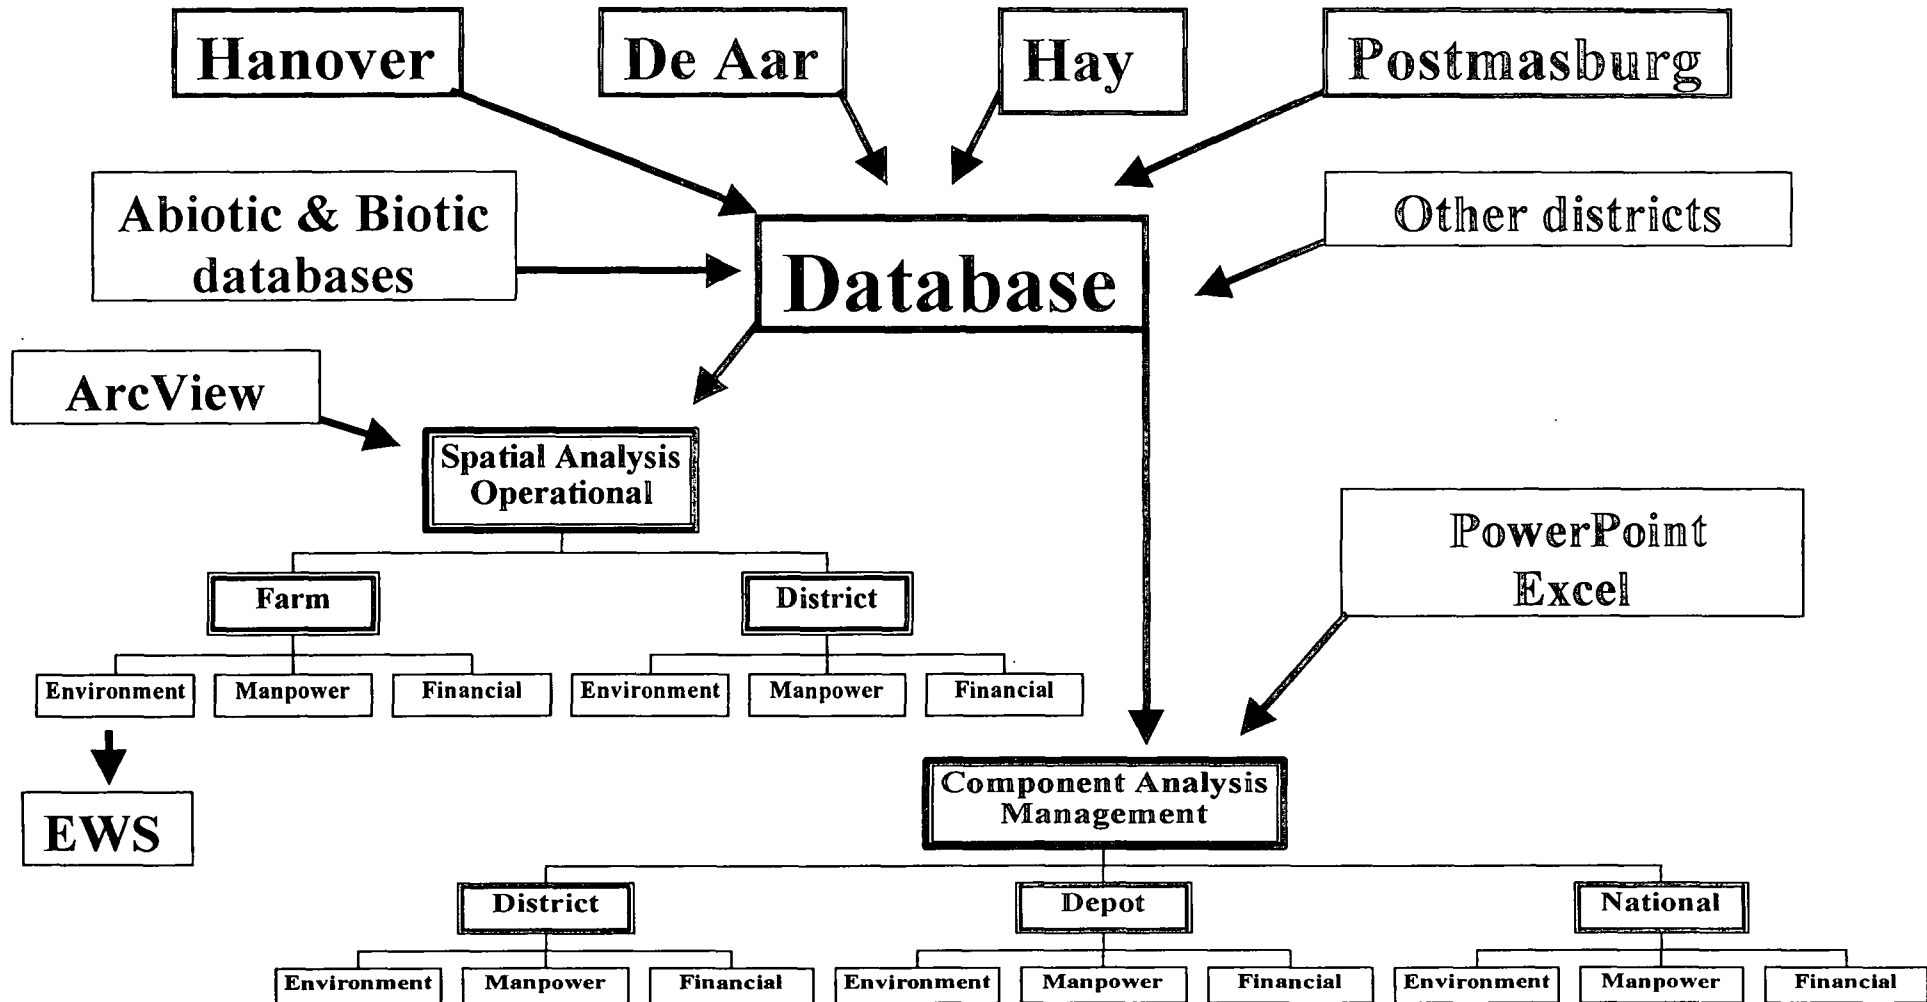 Hanover
De Aar
Hay
Postmasburg
Abiotic & Biotic
databases
Other districts
Database
ArcView
Spatial Analysis
Operational
PowerPoint
Excel
Farm
District
Environment
Manpower
Financial
Environment
Manpower
Financial
EWS
Component Analysis
Management
District
Depot
National
Environment
Manpower
Financial
Environment
Manpower
Financial
Environment
Manpower
Financial